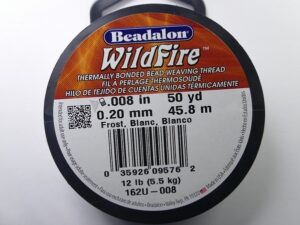 Beadalon®
WildFire™
THERMALLY BONDED BEAD WEAVING THREAD
FIL À PERLAGE THERMOSOUDÉ
HILO DE TEJIDO DE CUENTAS UNIDAS TÉRMICAMENTE
.008 in 50 yd
0.20 mm 45.8 m
Frost, Blanc, Blanco
0 35926 09576 2
12 lb (5.5 kg)
162U-008